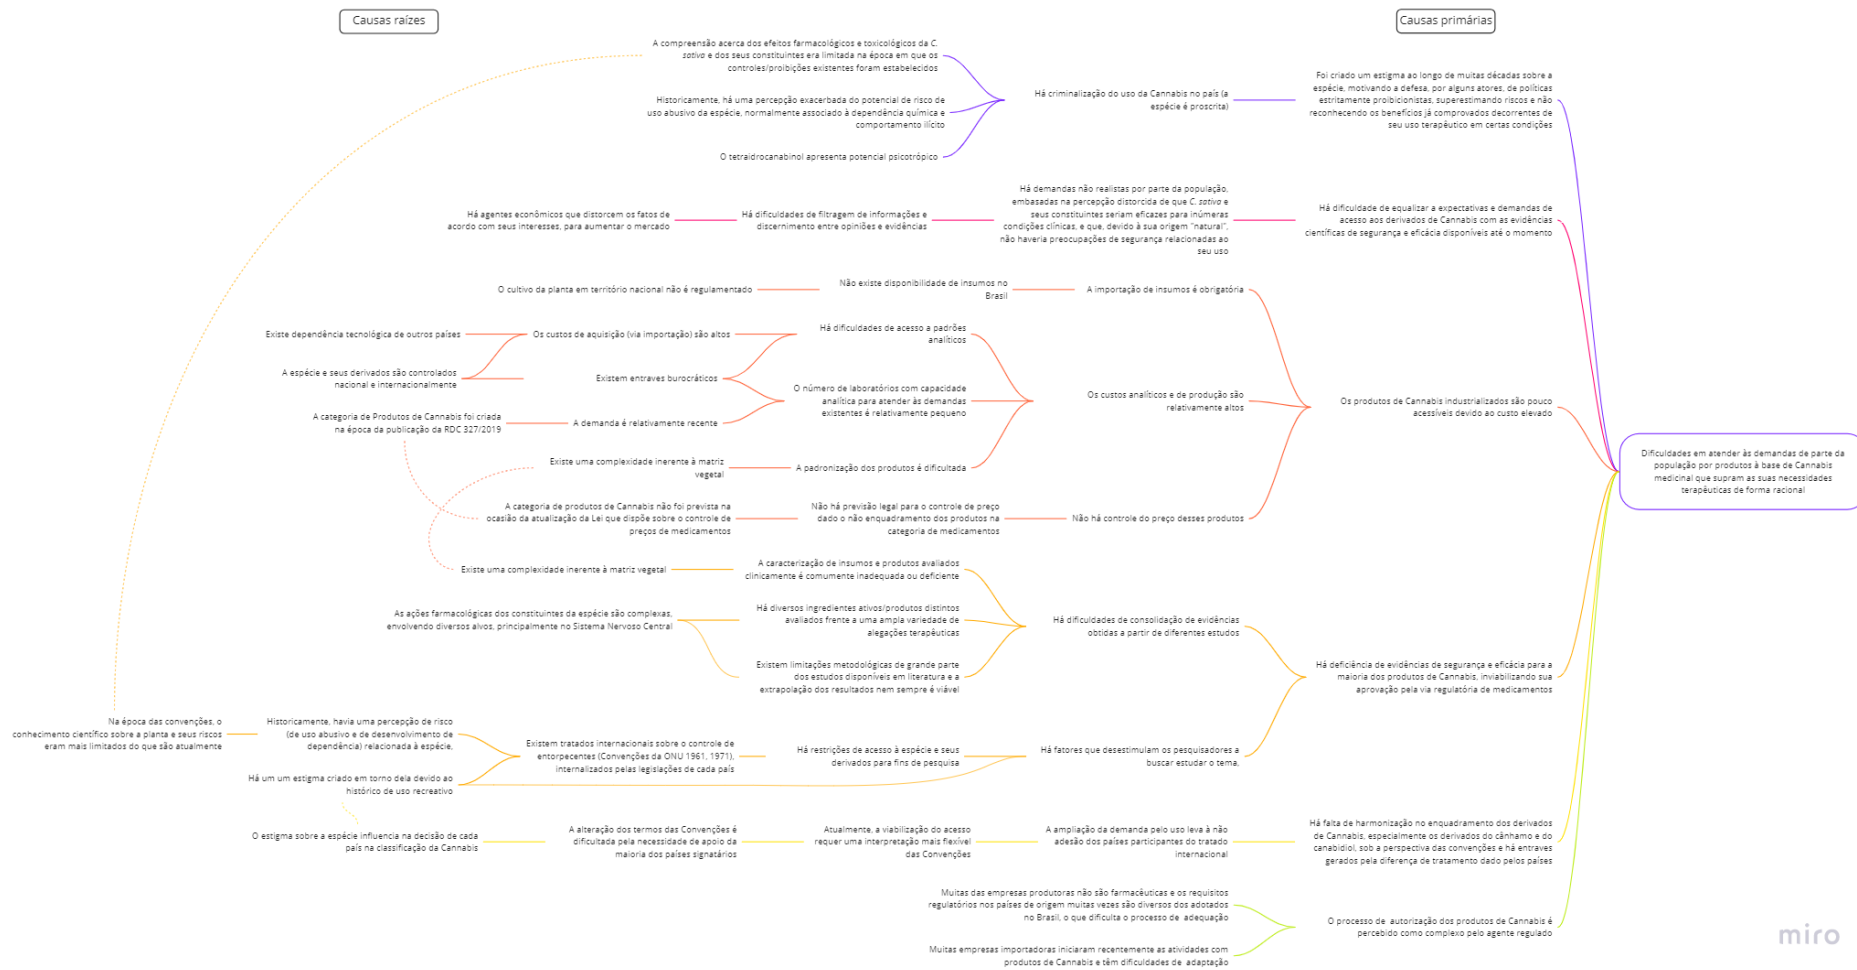 Causas raízes
Causas primárias
A compreensão acerca dos efeitos farmacológicos e toxicológicos da C.
sativa e dos seus constituintes era limitada na época em que os
controles/proibições existentes foram estabelecidos
Historicamente, há uma percepção exacerbada do potencial de risco de
uso abusivo da espécie, normalmente associado à dependência química e
comportamento ilícito
O tetraidrocanabinol apresenta potencial psicotrópico
Há criminalização do uso da Cannabis no país (a
espécie é proscrita)
Foi criado um estigma ao longo de muitas décadas sobre a
espécie, motivando a defesa, por alguns atores, de políticas
estritamente proibicionistas, superestimando riscos e não
reconhecendo os benefícios já comprovados decorrentes de
seu uso terapêutico em certas condições
Há agentes econômicos que distorcem os fatos de
acordo com seus interesses, para aumentar o mercado
Há dificuldades de filtragem de informações e
discernimento entre opiniões e evidências
Há demandas não realistas por parte da população,
embasadas na percepção distorcida de que C. sativa e
seus constituintes seriam eficazes para inúmeras
condições clínicas, e que, devido à sua origem "natural",
não haveria preocupações de segurança relacionadas ao
seu uso
Há dificuldade de equalizar a expectativas e demandas de
acesso aos derivados de Cannabis com as evidências
científicas de segurança e eficácia disponíveis até o momento
O cultivo da planta em território nacional não é regulamentado
Não existe disponibilidade de insumos no
Brasil
A importação de insumos é obrigatória
Existe dependência tecnológica de outros países
Os custos de aquisição (via importação) são altos
Há dificuldades de acesso a padrões
analíticos
A espécie e seus derivados são controlados
nacional e internacionalmente
Existem entraves burocráticos
O número de laboratórios com capacidade
analítica para atender às demandas
existentes é relativamente pequeno
Os custos analíticos e de produção são
relativamente altos
Os produtos de Cannabis industrializados são pouco
acessíveis devido ao custo elevado
A categoria de Produtos de Cannabis foi criada
na época da publicação da RDC 327/2019
A demanda é relativamente recente
Existe uma complexidade inerente à matriz
vegetal
A padronização dos produtos é dificultada
A categoria de produtos de Cannabis não foi prevista na
ocasião da atualização da Lei que dispõe sobre o controle de
preços de medicamentos
Não há previsão legal para o controle de preço
dado o não enquadramento dos produtos na
categoria de medicamentos
Não há controle do preço desses produtos
Dificuldades em atender às demandas de parte da
população por produtos à base de Cannabis
medicinal que supram as suas necessidades
terapêuticas de forma racional
Existe uma complexidade inerente à matriz vegetal
A caracterização de insumos e produtos avaliados
clinicamente é comumente inadequada ou deficiente
As ações farmacológicas dos constituintes da espécie são complexas,
envolvendo diversos alvos, principalmente no Sistema Nervoso Central
Há diversos ingredientes ativos/produtos distintos
avaliados frente a uma ampla variedade de
alegações terapêuticas
Existem limitações metodológicas de grande parte
dos estudos disponíveis em literatura e a
extrapolação dos resultados nem sempre é viável
Há dificuldades de consolidação de evidências
obtidas a partir de diferentes estudos
Há deficiência de evidências de segurança e eficácia para a
maioria dos produtos de Cannabis, inviabilizando sua
aprovação pela via regulatória de medicamentos
Na época das convenções, o
conhecimento científico sobre a planta e seus riscos
eram mais limitados do que são atualmente
Historicamente, havia uma percepção de risco
(de uso abusivo e de desenvolvimento de
dependência) relacionada à espécie.
Há um um estigma criado em torno dela devido ao
histórico de uso recreativo
Existem tratados internacionais sobre o controle de
entorpecentes (Convenções da ONU 1961, 1971),
internalizados pelas legislações de cada país
Há restrições de acesso à espécie e seus
derivados para fins de pesquisa
Há fatores que desestimulam os pesquisadores a
buscar estudar o tema.
O estigma sobre a espécie influencia na decisão de cada
país na classificação da Cannabis
A alteração dos termos das Convenções é
dificultada pela necessidade de apoio da
maioria dos países signatários
Atualmente, a viabilização do acesso
requer uma interpretação mais flexível
das Convenções
A ampliação da demanda pelo uso leva à não
adesão dos países participantes do tratado
internacional
Há falta de harmonização no enquadramento dos derivados
de Cannabis, especialmente os derivados do cânhamo e do
canabidiol, sob a perspectiva das convenções e há entraves
gerados pela diferença de tratamento dado pelos países
Muitas das empresas produtoras não são farmacêuticas e os requisitos
regulatórios nos países de origem muitas vezes são diversos dos adotados
no Brasil, o que dificulta o processo de adequação
Muitas empresas importadoras iniciaram recentemente as atividades com
produtos de Cannabis e têm dificuldades de adaptação
O processo de autorização dos produtos de Cannabis é
percebido como complexo pelo agente regulado
miro